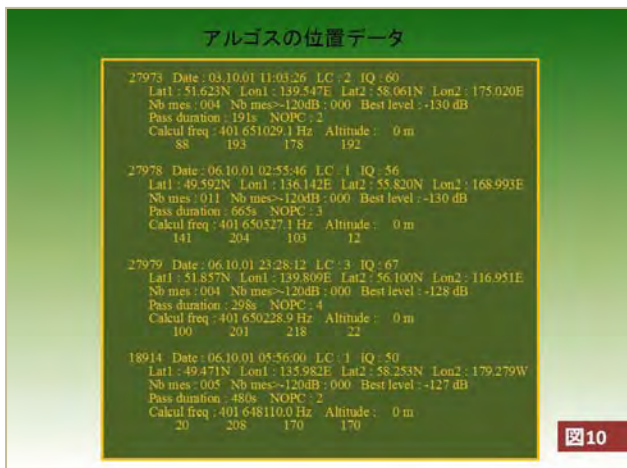 アルゴスの位置データ
27973 Date : 03.10.01 11:03:26 LC : 2 IQ : 60
Lat1 : 51.623N Lon1 : 139.547E Lat2 : 58.061N Lon2 : 175.020E
Nb mes : 004 Nb mes>-120dB : 000 Best level : -130 dB
Pass duration : 191s NOPC : 2
Calcul freq : 401 651029.1 Hz Altitude : 0 m
88 193 178 192
27978 Date : 06.10.01 02:55:46 LC : 1 IQ : 56
Lat1 : 49.592N Lon1 : 136.142E Lat2 : 55.820N Lon2 : 168.993E
Nb mes : 011 Nb mes>-120dB : 000 Best level : -130 dB
Pass duration : 665s NOPC : 3
Calcul freq : 401 650527.1 Hz Altitude : 0 m
141 204 103 12
27979 Date : 06.10.01 23:28:12 LC : 3 IQ : 67
Lat1 : 51.857N Lon1 : 139.809E Lat2 : 56.100N Lon2 : 116.951E
Nb mes : 004 Nb mes>-120dB : 000 Best level : -128 dB
Pass duration : 298s NOPC : 4
Calcul freq : 401 650228.9 Hz Altitude : 0 m
100 201 218 22
18914 Date : 06.10.01 05:56:00 LC : 1 IQ : 50
Lat1 : 49.471N Lon1 : 135.982E Lat2 : 58.253N Lon2 : 179.279W
Nb mes : 005 Nb mes>-120dB : 000 Best level : -127 dB
Pass duration : 480s NOPC : 2
Calcul freq : 401 648110.0 Hz Altitude : 0 m
20 208 170 170
図10